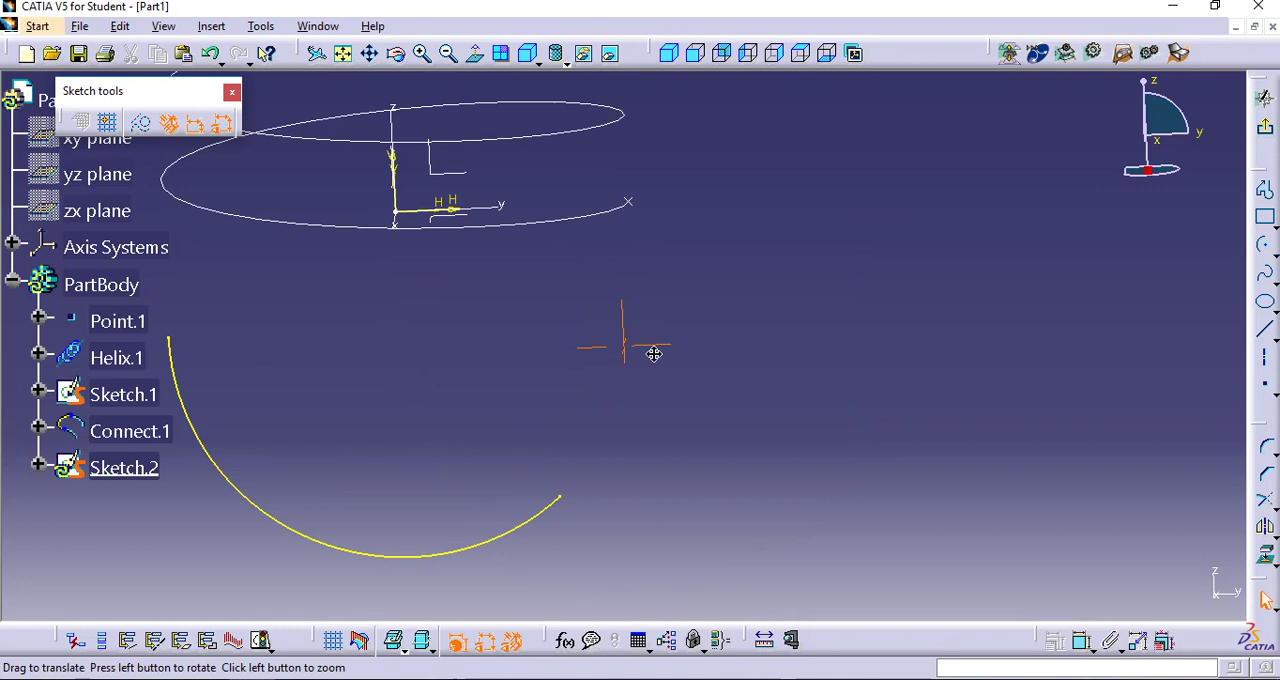 CATIA V5 for Student - [Part1]
Start File Edit View Insert Tools Window Help
Sketch tools
xy plane
yz plane
zx plane
Axis Systems
PartBody
Point.1
Helix.1
Sketch.1
Connect.1
Sketch.2
z
H H
y
x
z
y
x
z
x y
f(x)
CATIA
Drag to translate Press left button to rotate Click left button to zoom